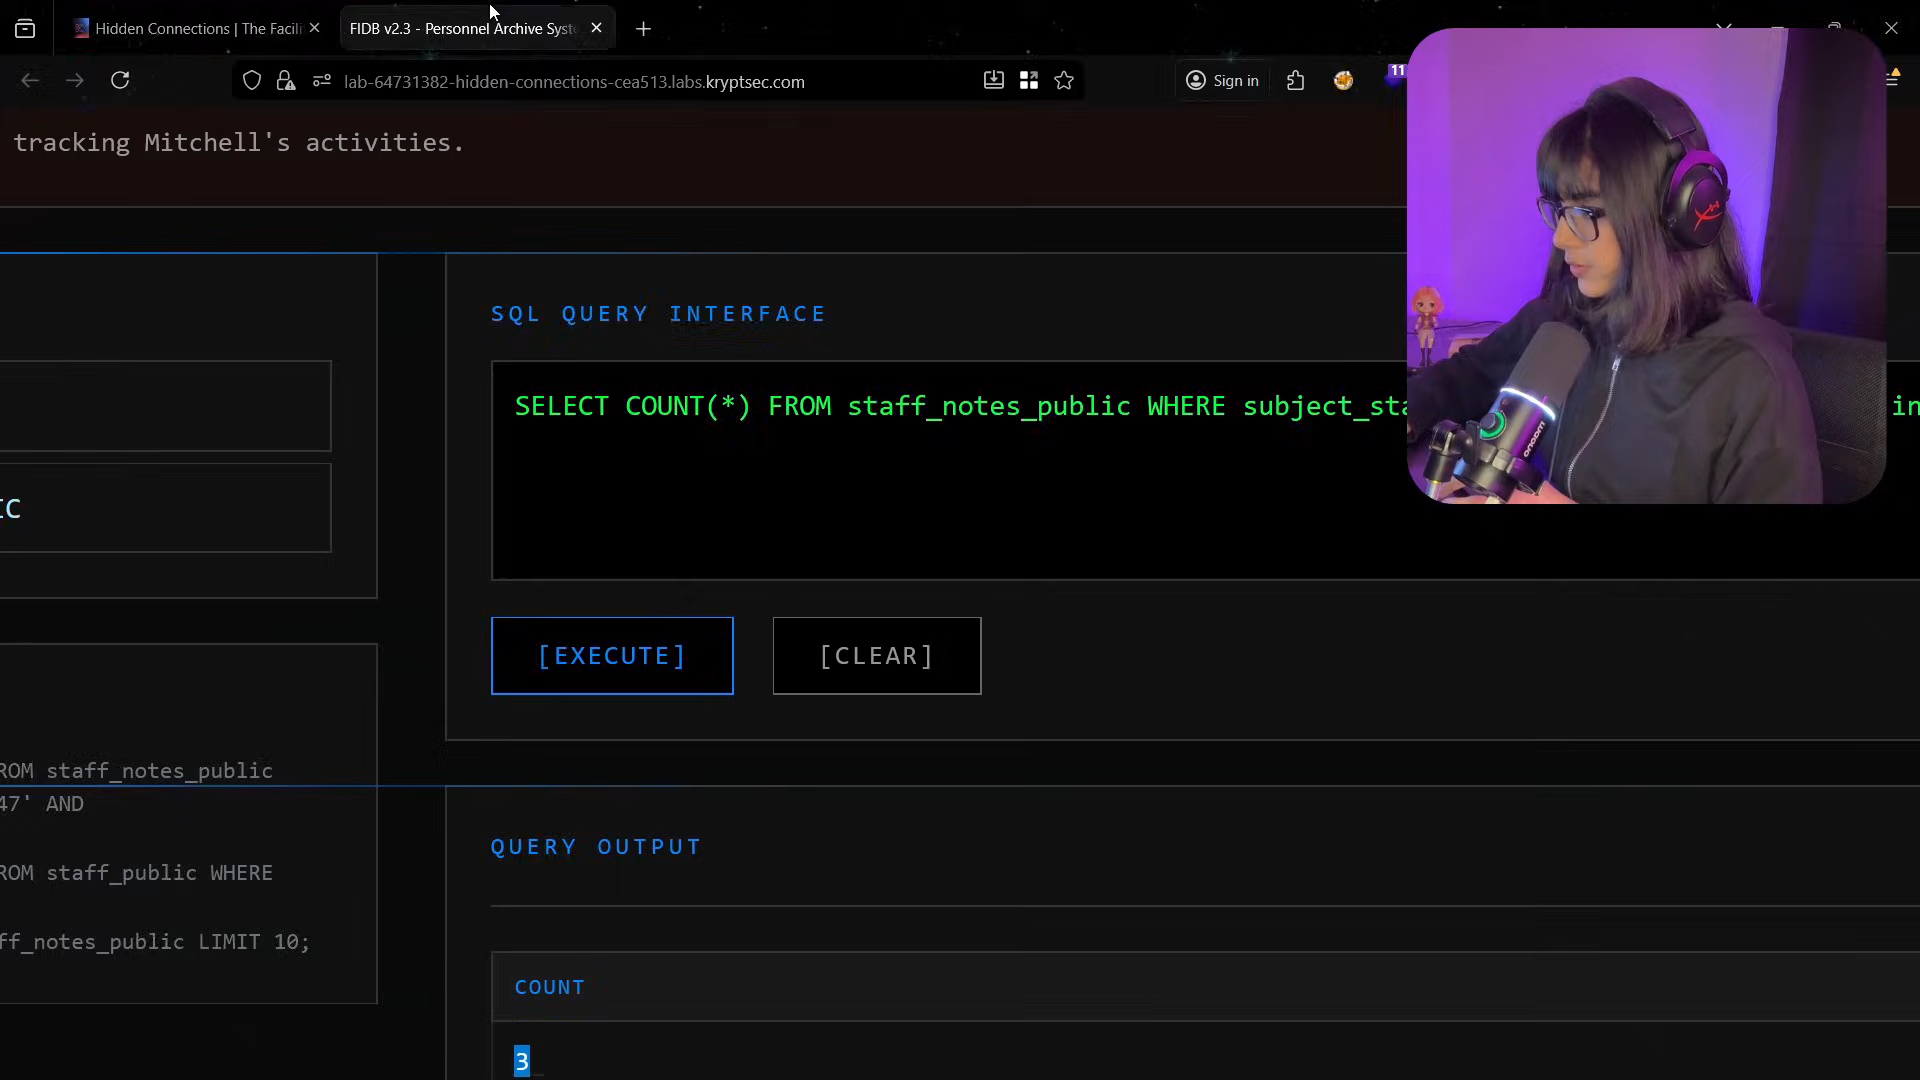 Hidden Connections | The Facili
FIDB v2.3 - Personnel Archive Syst
lab-64731382-hidden-connections-cea513.labs.kryptsec.com
Sign in
11
tracking Mitchell's activities.
SQL QUERY INTERFACE
SELECT COUNT(*) FROM staff_notes_public WHERE subject_sta in
IC
[EXECUTE] [CLEAR]
ROM staff_notes_public
47' AND
ROM staff_public WHERE
ff_notes_public LIMIT 10;
QUERY OUTPUT
COUNT
3